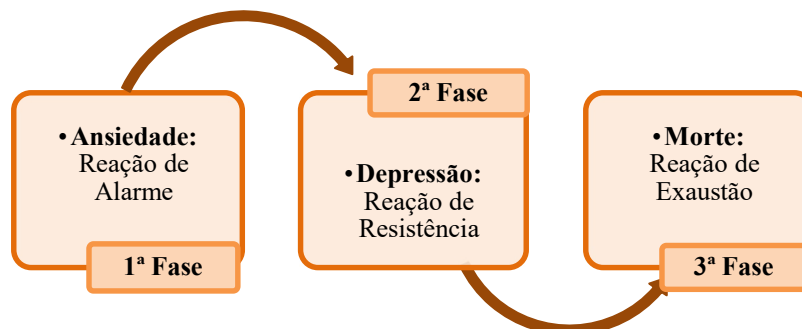 • Ansiedade:
Reação de
Alarme
1ª Fase
2ª Fase
• Depressão:
Reação de
Resistência
• Morte:
Reação de
Exaustão
3ª Fase